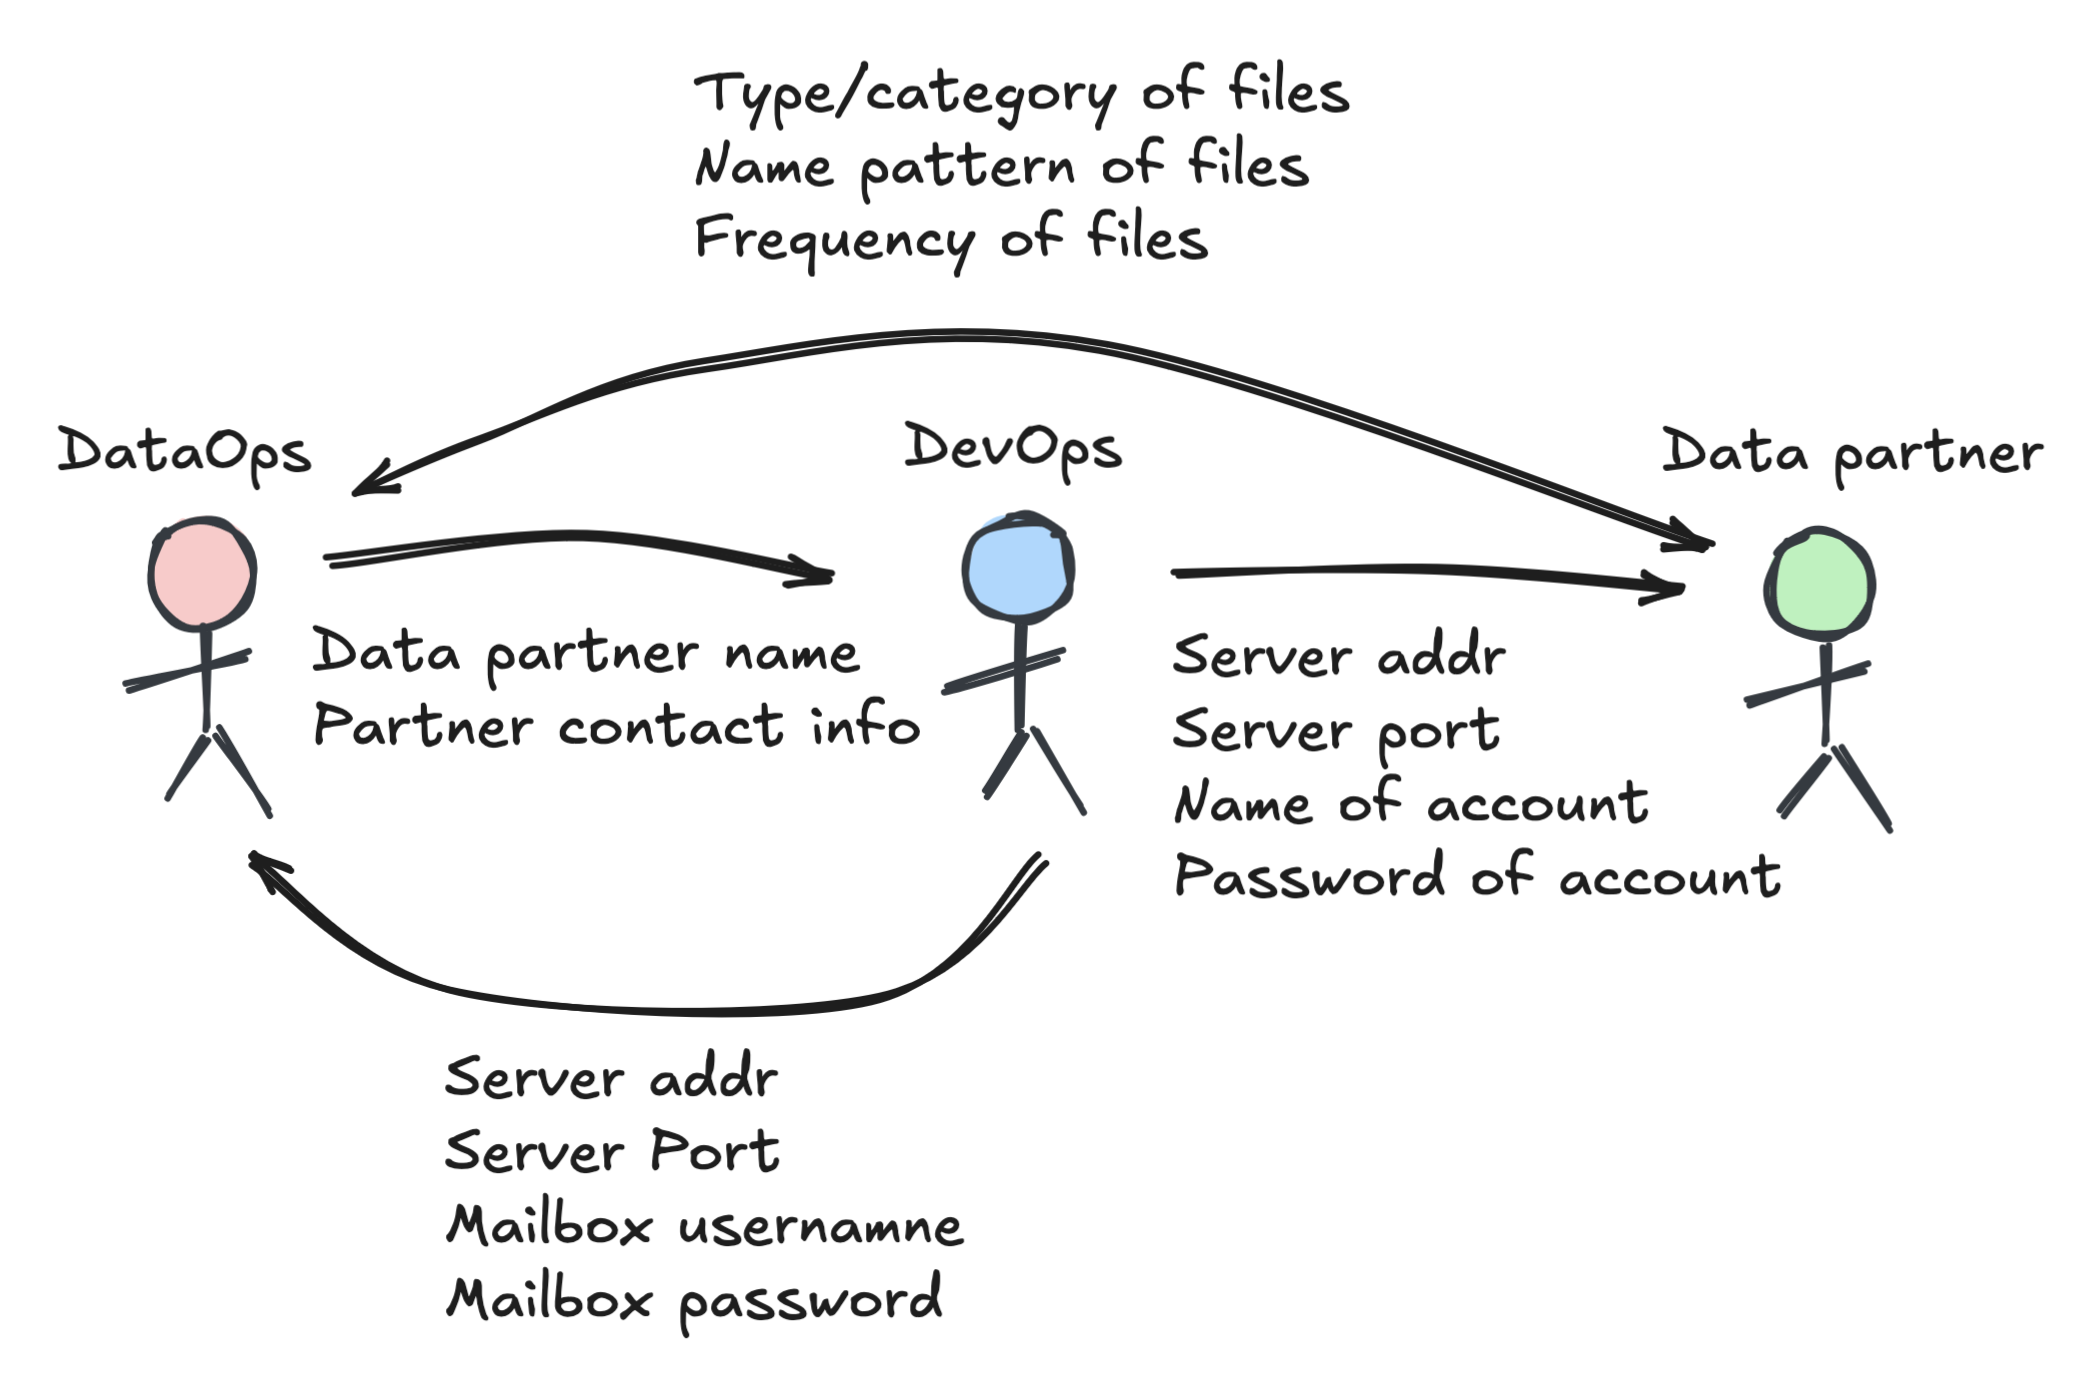 Type/category of files
Name pattern of files
Frequency of files
DataOps
DevOps
Data partner
Data partner name
Partner contact info
Server addr
Server port
Name of account
Password of account
Server addr
Server Port
Mailbox usernamne
Mailbox password